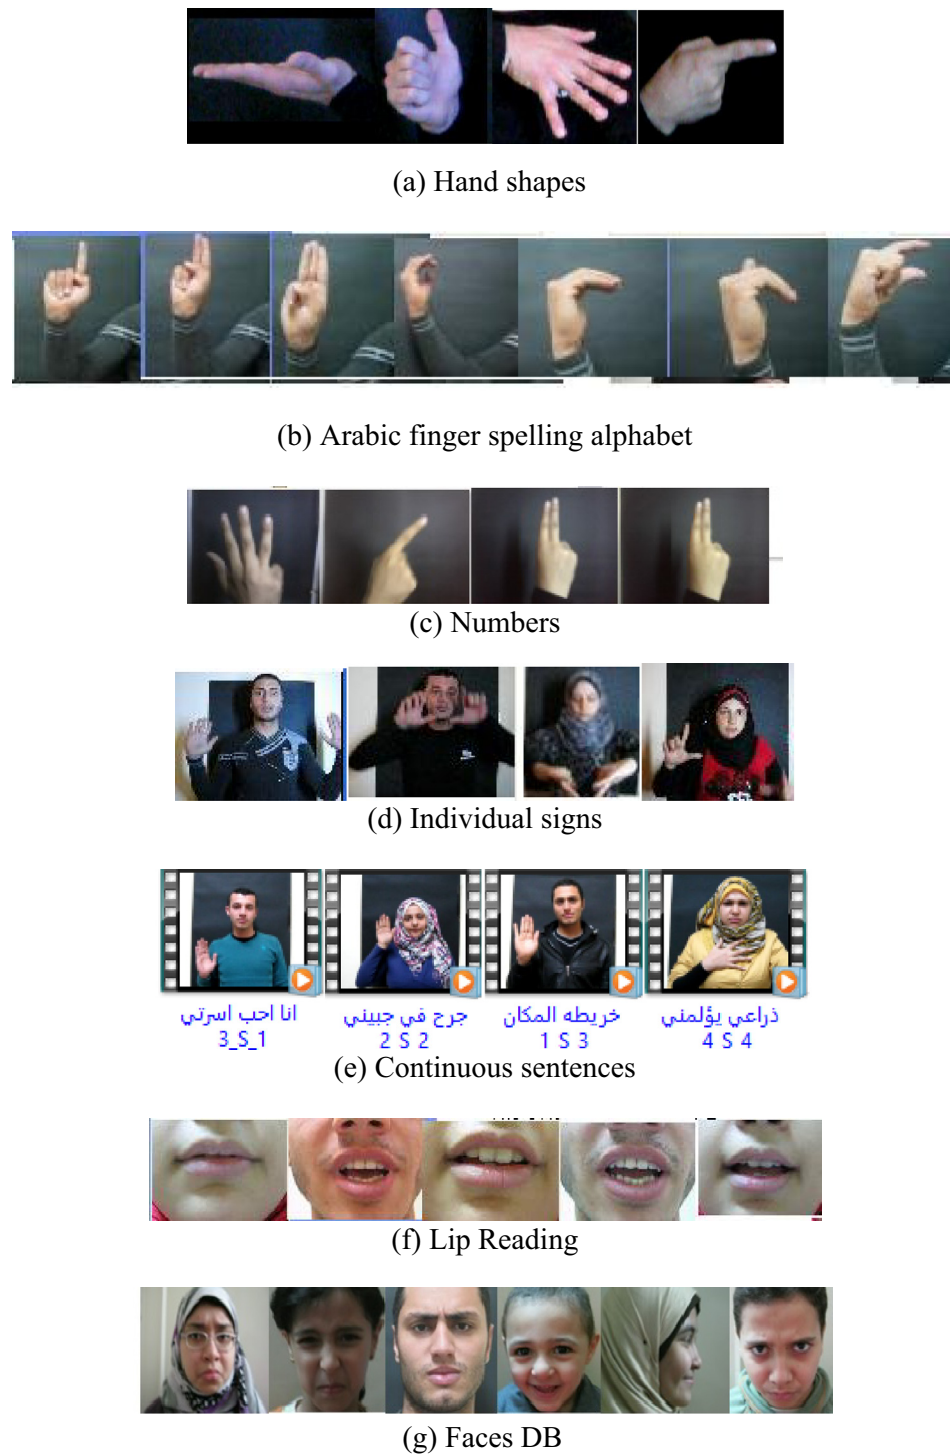 (a) Hand shapes
(b) Arabic finger spelling alphabet
(c) Numbers
(d) Individual signs
انا احب اسرتي
3_S_1
جرح في جبيني
2 S 2
خريطه المكان
1 S 3
ذراعي يؤلمني
4 S 4
(e) Continuous sentences
(f) Lip Reading
(g) Faces DB